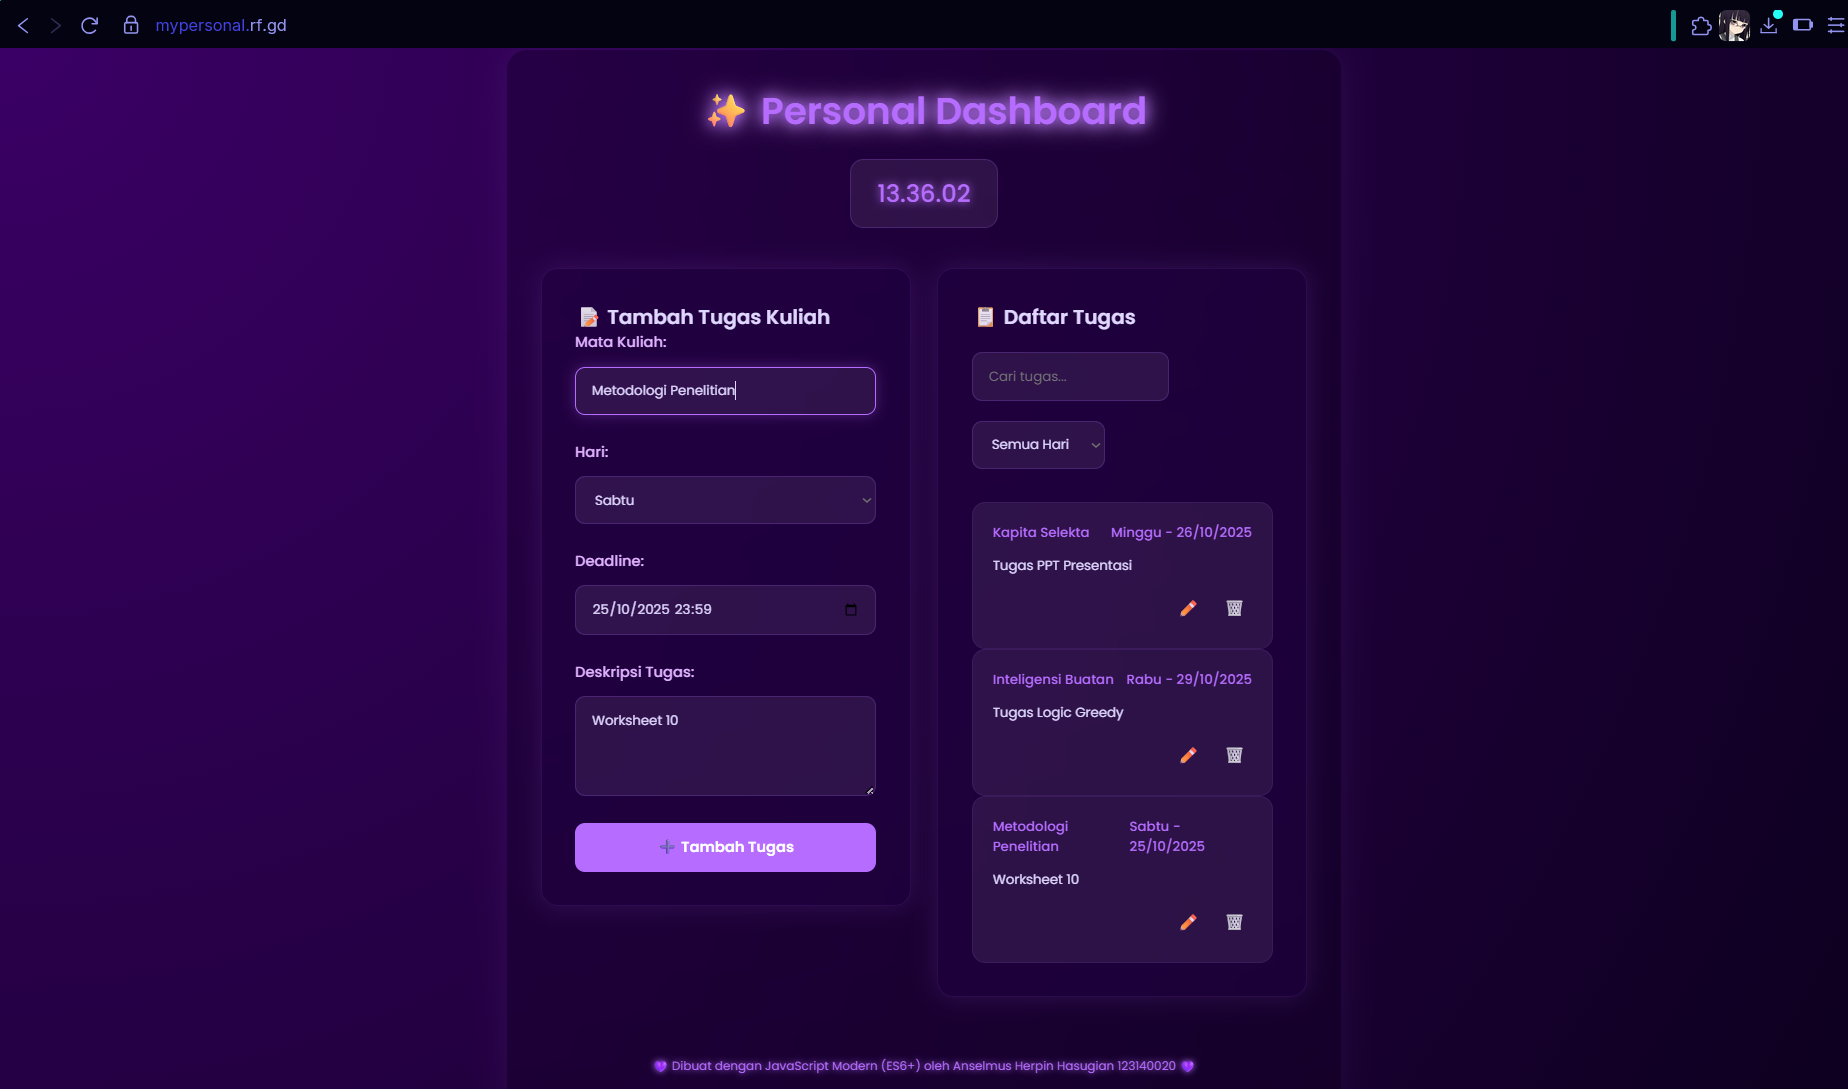 mypersonal.rf.gd
✨ Personal Dashboard
13.36.02
📝 Tambah Tugas Kuliah
Mata Kuliah:
Metodologi Penelitian
Hari:
Sabtu
Deadline:
25/10/2025 23:59
Deskripsi Tugas:
Worksheet 10
➕ Tambah Tugas
📋 Daftar Tugas
Cari tugas...
Semua Hari
Kapita Selekta Minggu - 26/10/2025
Tugas PPT Presentasi
Inteligensi Buatan Rabu - 29/10/2025
Tugas Logic Greedy
Metodologi
Penelitian
Sabtu -
25/10/2025
Worksheet 10
💜 Dibuat dengan JavaScript Modern (ES6+) oleh Anselmus Herpin Hasugian 123140020 💜